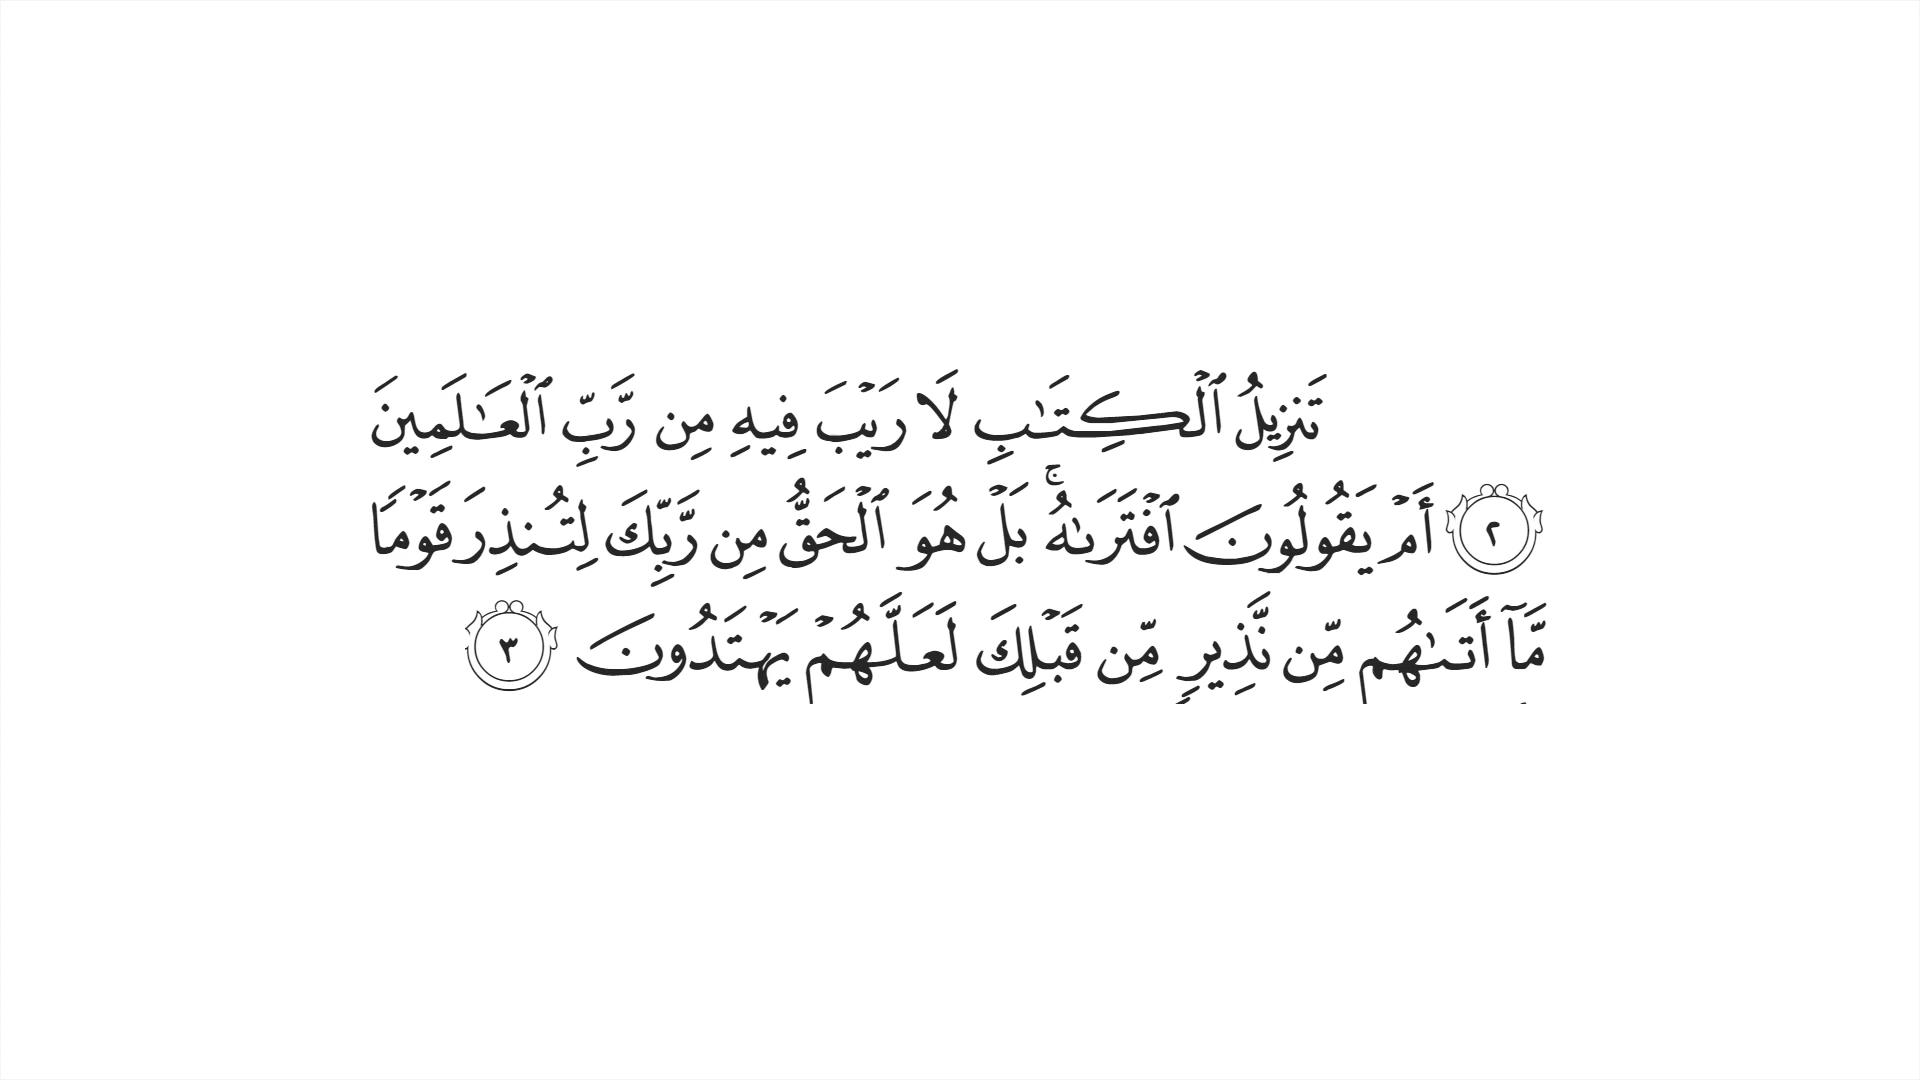 تَنزِيلُ ٱلۡكِتَٰبِ لَا رَيۡبَ فِيهِ مِن رَّبِّ ٱلۡعَٰلَمِينَ
٢ أَمۡ يَقُولُونَ ٱفۡتَرَىٰهُۚ بَلۡ هُوَ ٱلۡحَقُّ مِن رَّبِّكَ لِتُنذِرَ قَوۡمٗا
مَّآ أَتَىٰهُم مِّن نَّذِيرٖ مِّن قَبۡلِكَ لَعَلَّهُمۡ يَهۡتَدُونَ ٣